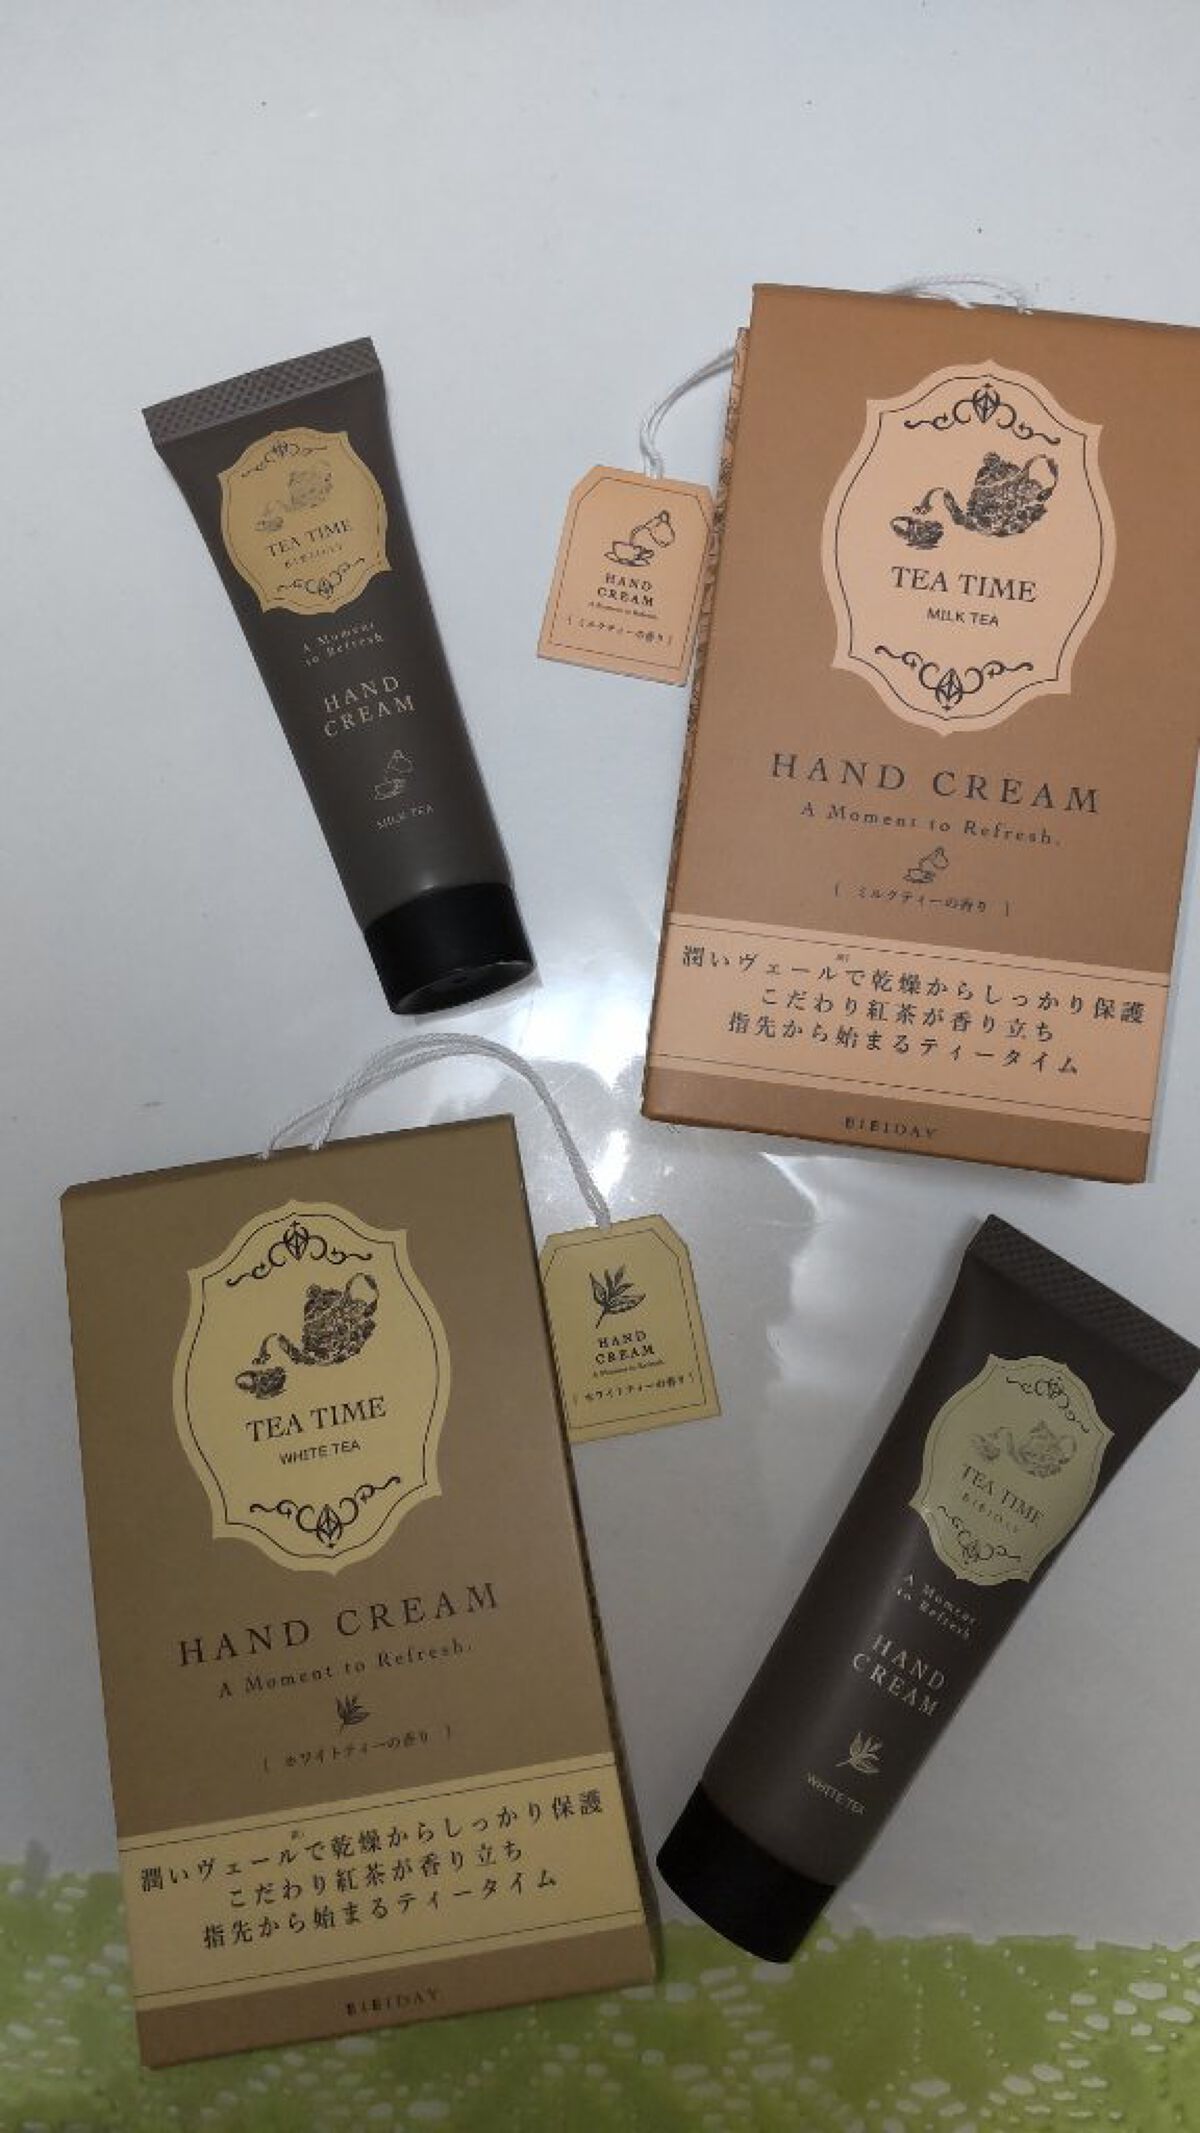 TEA TIME
BIBIDAY
A Moment
to Refresh
HAND
CREAM
MILK TEA
HAND
CREAM
A Moment to Refresh.
[ ミルクティーの香り ]
TEA TIME
MILK TEA
HAND CREAM
A Moment to Refresh.
[ ミルクティーの香り ]
潤いヴェールで乾燥からしっかり保護
こだわり紅茶が香り立ち
指先から始まるティータイム
BIBIDAY
TEA TIME
WHITE TEA
HAND CREAM
A Moment to Refresh.
[ ホワイトティーの香り ]
潤いヴェールで乾燥からしっかり保護
こだわり紅茶が香り立ち
指先から始まるティータイム
BIBIDAY
HAND
CREAM
A Moment to Refresh.
[ ホワイトティーの香り ]
TEA TIME
BIBIDAY
A Moment
to Refresh
HAND
CREAM
WHITE TEA